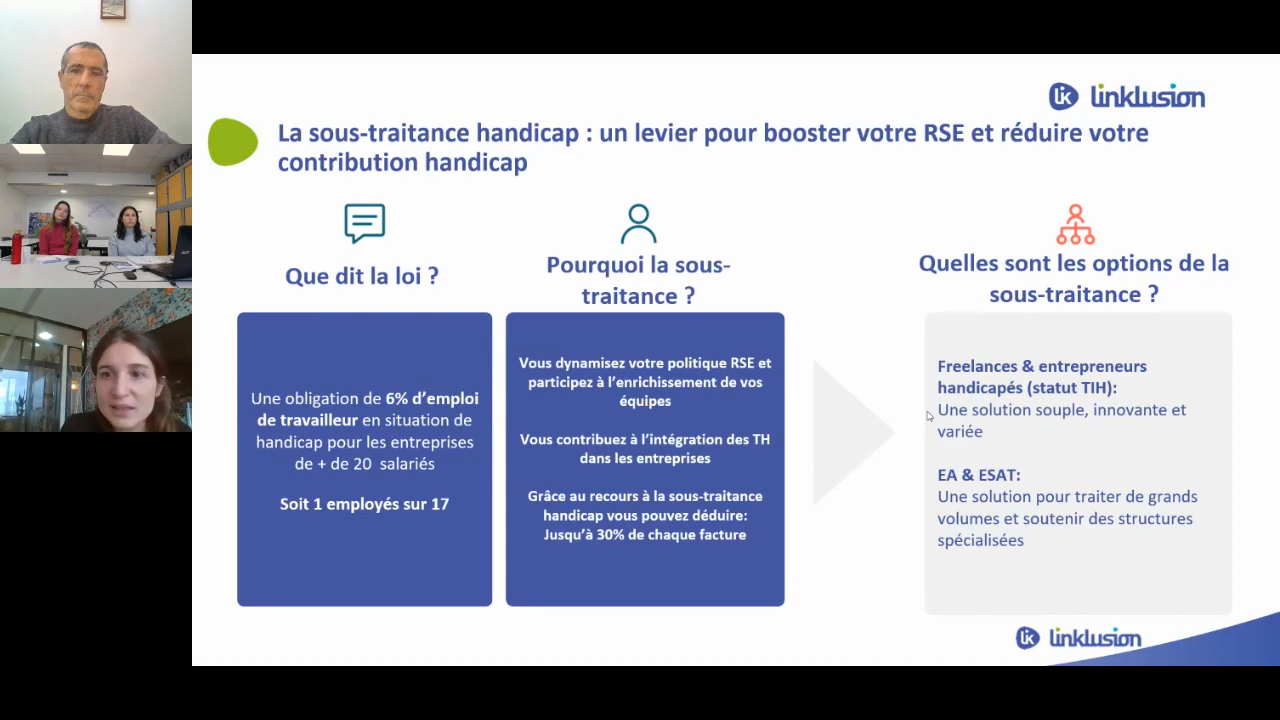 linklusion
La sous-traitance handicap : un levier pour booster votre RSE et réduire votre
contribution handicap
Que dit la loi ?
Une obligation de 6% d'emploi
de travailleur en situation de
handicap pour les entreprises
de + de 20  salariés
Soit 1 employés sur 17
Pourquoi la sous-
traitance ?
Vous dynamisez votre politique RSE et
participez à l'enrichissement de vos
équipes
Vous contribuez à l'intégration des TH
dans les entreprises
Grâce au recours à la sous-traitance
handicap vous pouvez déduire:
Jusqu'à 30% de chaque facture
Quelles sont les options de la
sous-traitance ?
Freelances & entrepreneurs
handicapés (statut TIH):
Une solution souple, innovante et
variée
EA & ESAT:
Une solution pour traiter de grands
volumes et soutenir des structures
spécialisées
linklusion